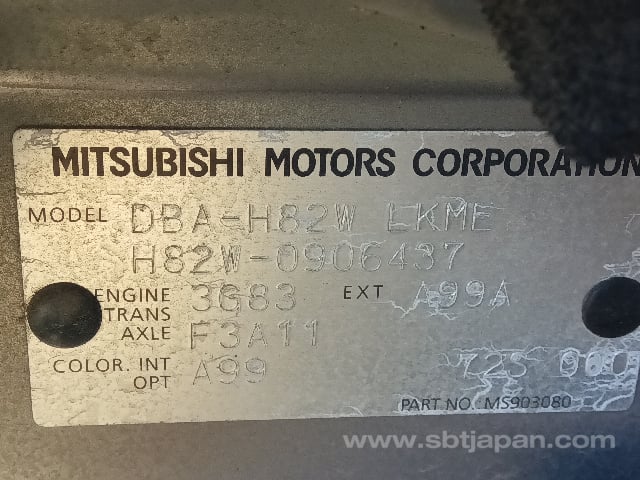 MITSUBISHI MOTORS CORPORATION
MODEL DBA-H82W LKME
H82W-0906437
ENGINE 3G83 EXT A99A
TRANS
AXLE F3A11
COLOR. INT A99
OPT
PART NO. MS903080
www.sbtjapan.com